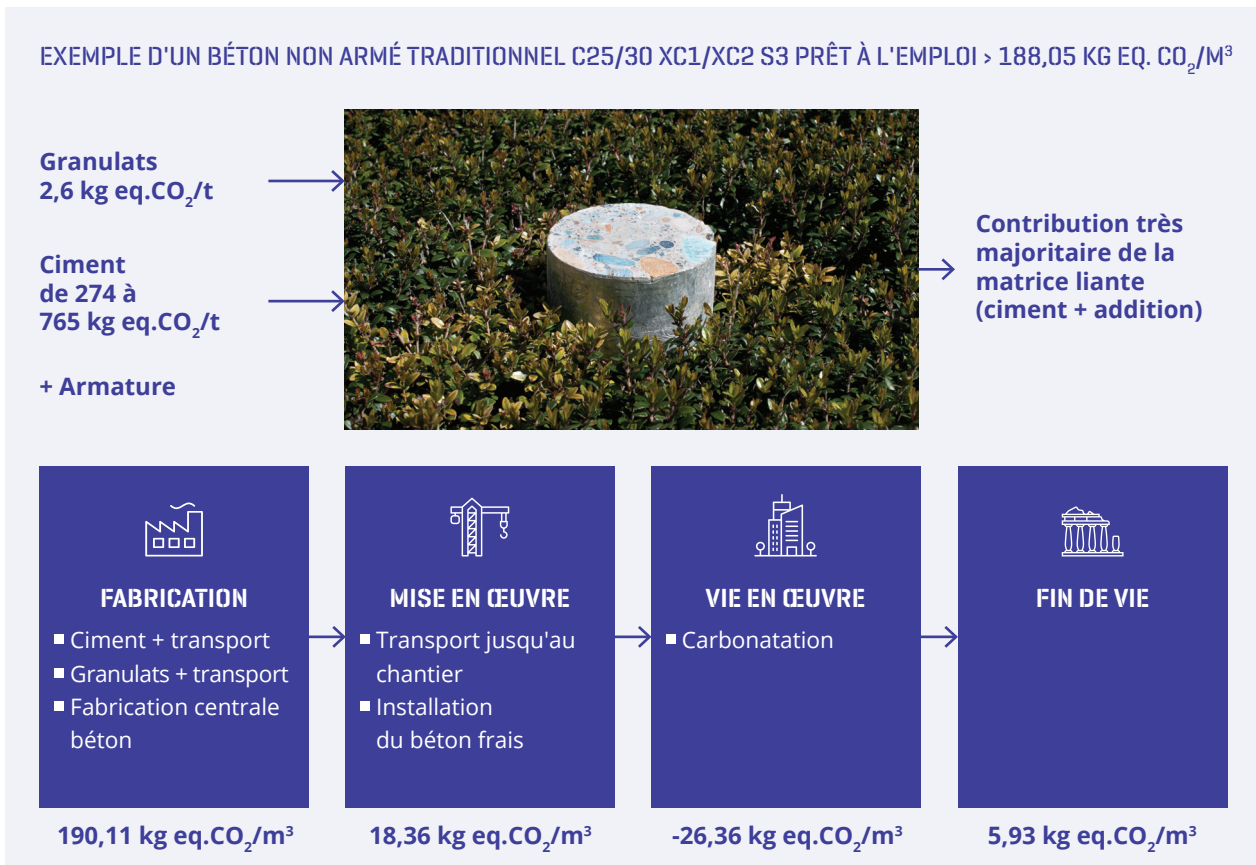 EXEMPLE D'UN BÉTON NON ARMÉ TRADITIONNEL C25/30 XC1/XC2 S3 PRÊT À L'EMPLOI > 188,05 KG EQ. CO₂/M³
Granulats
2,6 kg eq.CO₂/t
Ciment
de 274 à
765 kg eq.CO₂/t
+ Armature
Contribution très
majoritaire de la
matrice liante
(ciment + addition)
FABRICATION
▪ Ciment + transport
▪ Granulats + transport
▪ Fabrication centrale
béton
190,11 kg eq.CO₂/m³
MISE EN ŒUVRE
▪ Transport jusqu'au
chantier
▪ Installation
du béton frais
18,36 kg eq.CO₂/m³
VIE EN ŒUVRE
▪ Carbonatation
-26,36 kg eq.CO₂/m³
FIN DE VIE
5,93 kg eq.CO₂/m³